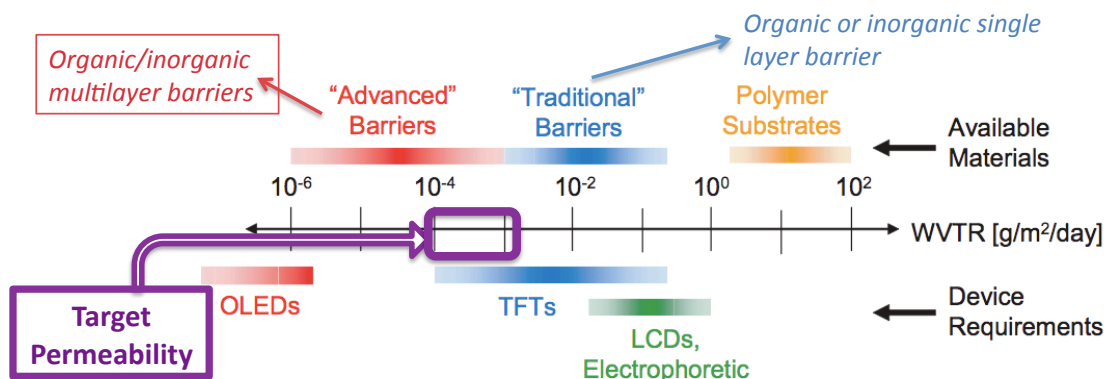 Organic/inorganic
multilayer barriers
Organic or inorganic single
layer barrier
"Advanced"
Barriers
"Traditional"
Barriers
Polymer
Substrates
Available
Materials
10⁻⁶
10⁻⁴
10⁻²
10⁰
10²
WVTR [g/m²/day]
Target
Permeability
OLEDs
TFTs
LCDs,
Electrophoretic
Device
Requirements